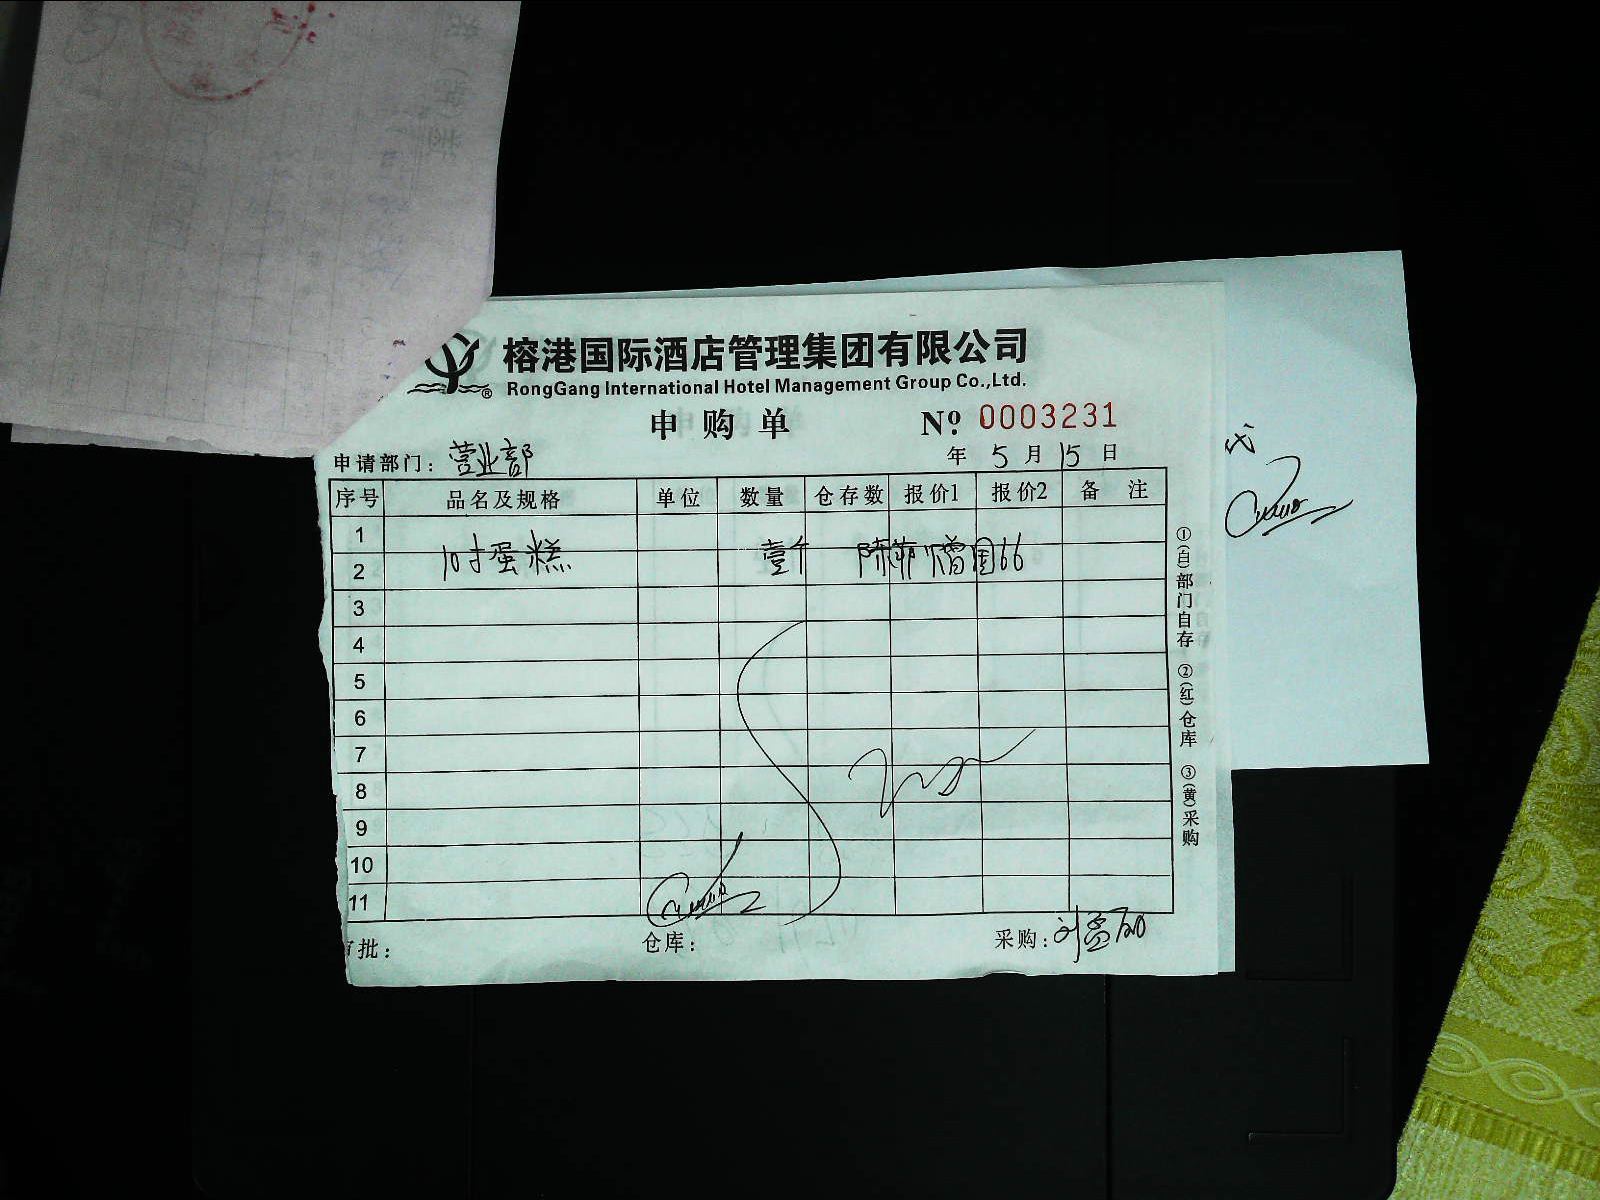 榕港国际酒店管理集团有限公司
®
RongGang International Hotel Management Group Co.,Ltd.
申购单
№ 0003231
申请部门：营业部
年 5 月 15 日
序号 品名及规格 单位 数量 仓存数 报价1 报价2 备注
1
2 10寸蛋糕 壹个 66
3
4
5
6
7
8
9
10
11
批：
仓库：
采购：刘
①(自)部门自存 ②(红)仓库 ③(黄)采购
代